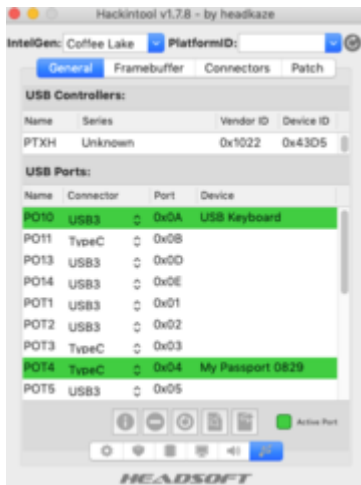 Hackintool v1.7.8 - by headkaze
IntelGen: Coffee Lake PlatformID:
General Framebuffer Connectors Patch
USB Controllers:
Name Series Vendor ID Device ID
PTXH Unknown 0x1022 0x43D5
USB Ports:
Name Connector Port Device
PO10 USB3 0x0A USB Keyboard
PO11 TypeC 0x0B
PO13 USB3 0x0D
PO14 USB3 0x0E
POT1 USB3 0x01
POT2 USB3 0x02
POT3 TypeC 0x03
POT4 TypeC 0x04 My Passport 0829
POT5 USB3 0x05
Active Port
HEADSOFT